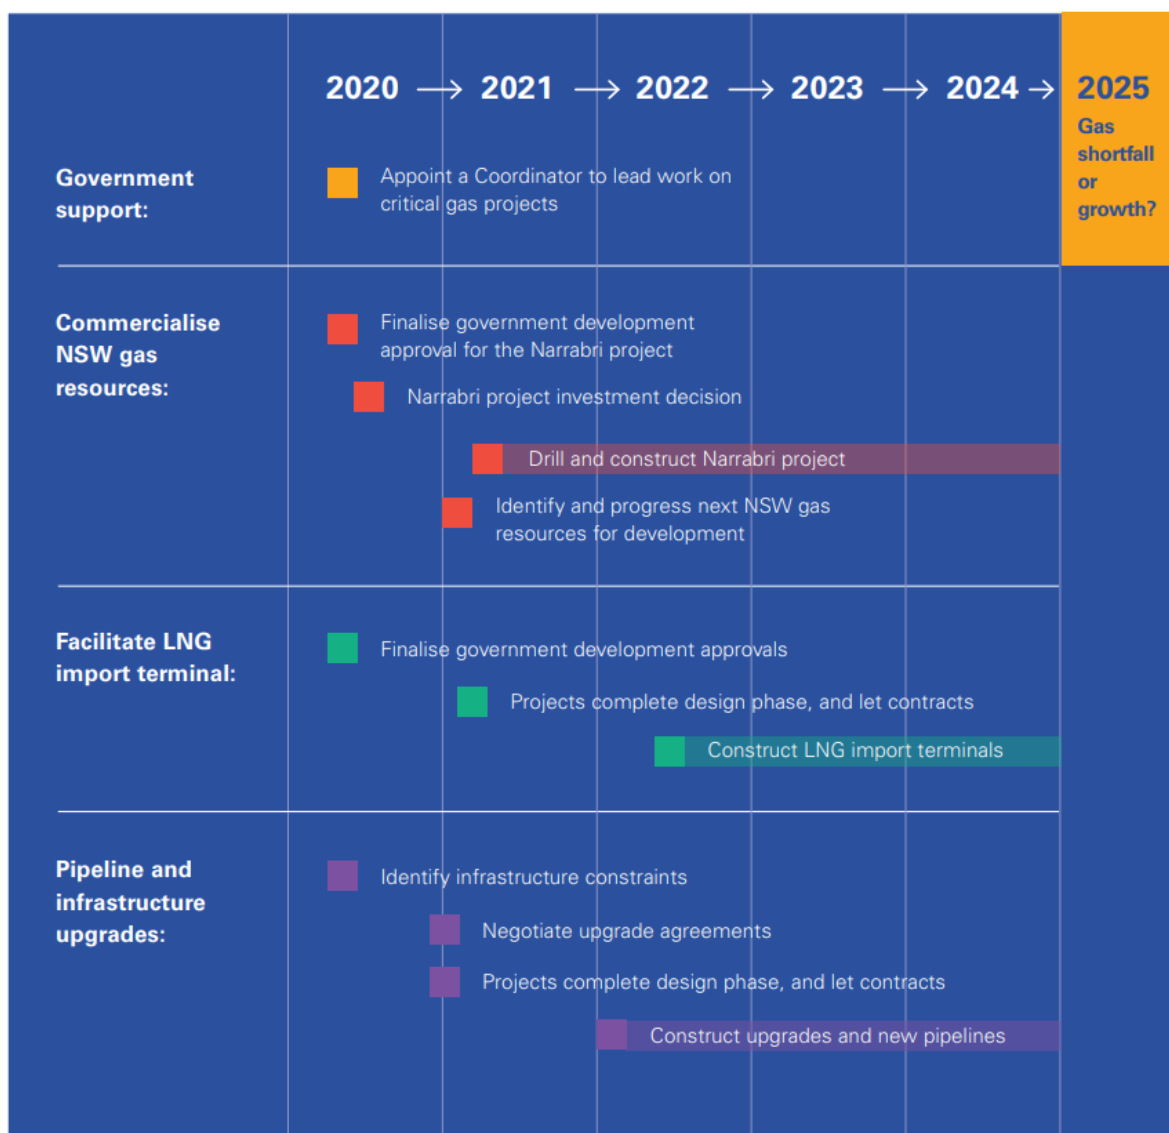 2020 → 2021 → 2022 → 2023 → 2024 → 2025
Gas
shortfall
or
growth?
Government
support:
Appoint a Coordinator to lead work on
critical gas projects
Commercialise
NSW gas
resources:
Finalise government development
approval for the Narrabri project
Narrabri project investment decision
Drill and construct Narrabri project
Identify and progress next NSW gas
resources for development
Facilitate LNG
import terminal:
Finalise government development approvals
Projects complete design phase, and let contracts
Construct LNG import terminals
Pipeline and
infrastructure
upgrades:
Identify infrastructure constraints
Negotiate upgrade agreements
Projects complete design phase, and let contracts
Construct upgrades and new pipelines